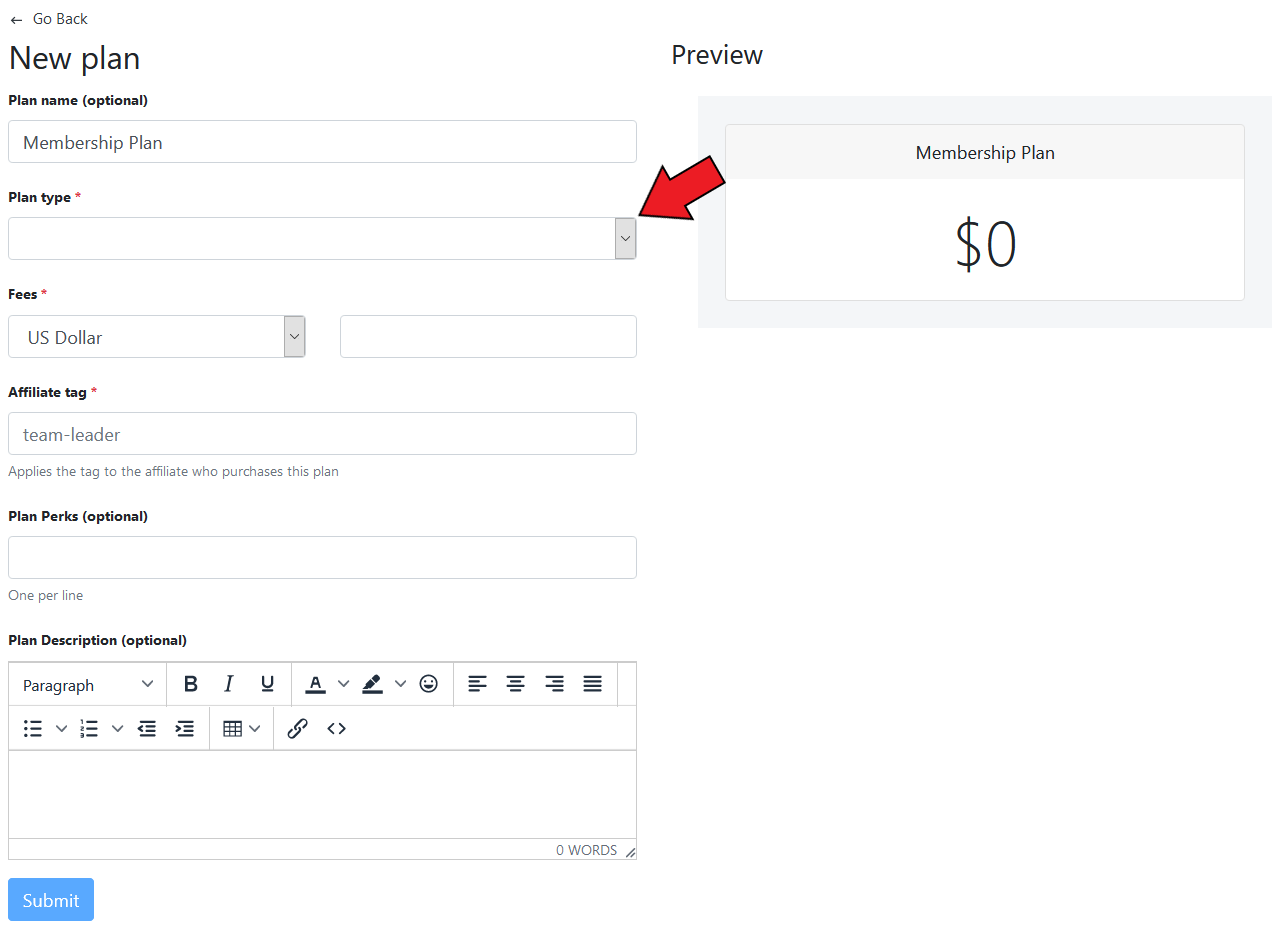 ← Go Back
New plan
Plan name (optional)
Membership Plan
Plan type *
Fees *
US Dollar
Affiliate tag *
team-leader
Applies the tag to the affiliate who purchases this plan
Plan Perks (optional)
One per line
Plan Description (optional)
Paragraph B I U A
0 WORDS
Submit
Preview
Membership Plan
$0